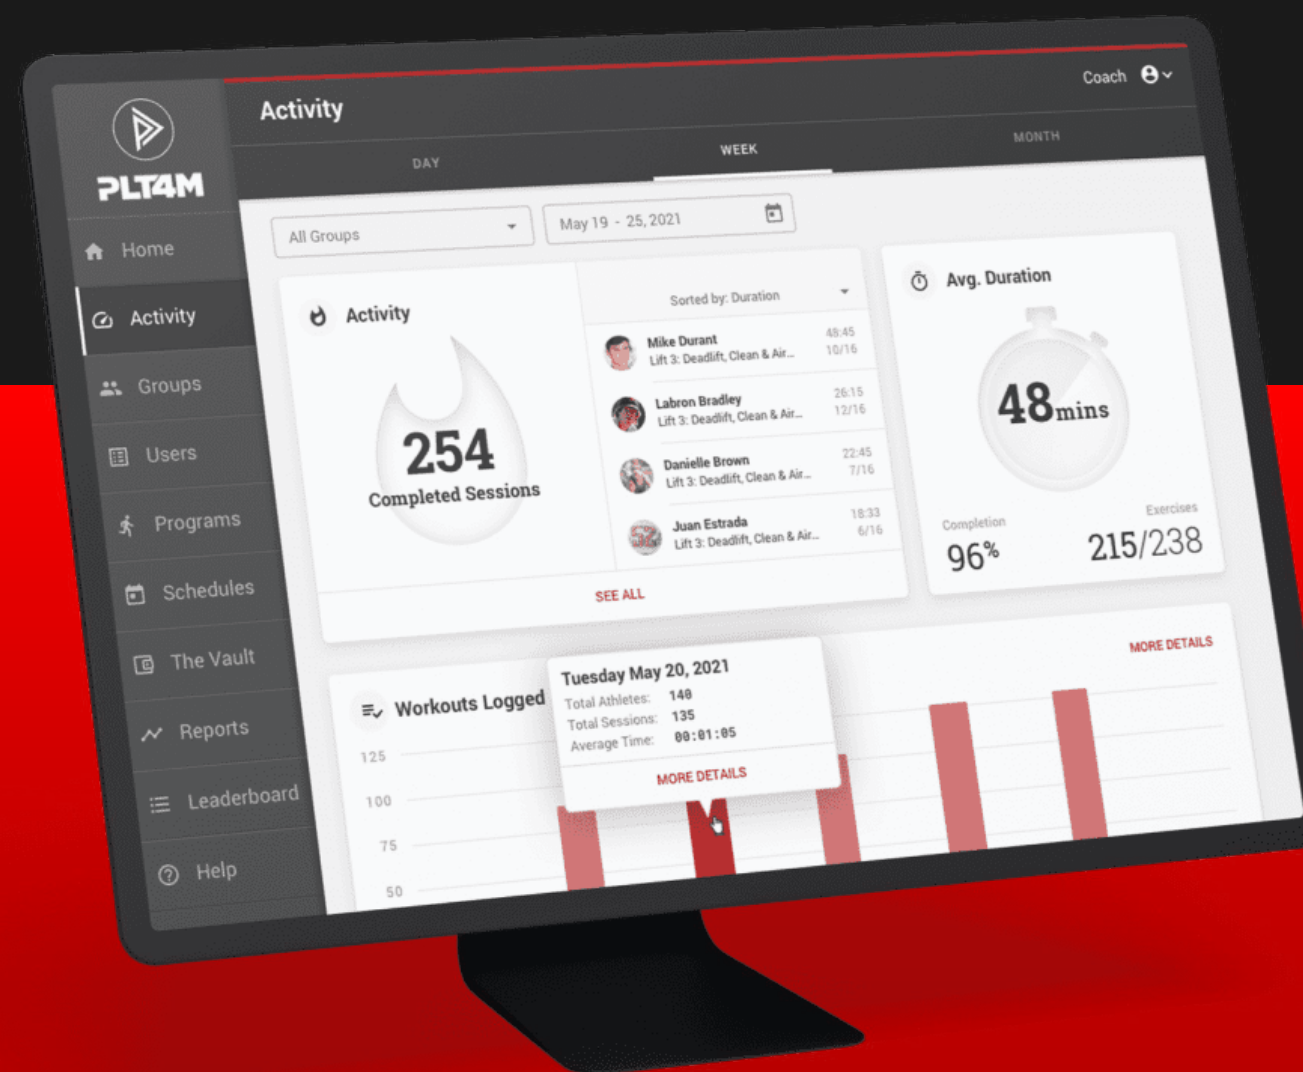 PLT4M
Home
Activity
Groups
Users
Programs
Schedules
The Vault
Reports
Leaderboard
Help
Activity
Coach
DAY
WEEK
MONTH
All Groups
May 19 - 25, 2021
Activity
254
Completed Sessions
Sorted by: Duration
Mike Durant
48:45
Lift 3: Deadlift, Clean & Air...
10/16
Labron Bradley
26:15
Lift 3: Deadlift, Clean & Air...
12/16
Danielle Brown
22:45
Lift 3: Deadlift, Clean & Air...
7/16
Juan Estrada
18:33
Lift 3: Deadlift, Clean & Air...
6/16
SEE ALL
Avg. Duration
48mins
Completion
96%
Exercises
215/238
Workouts Logged
MORE DETAILS
125
100
75
50
Tuesday May 20, 2021
Total Athletes: 140
Total Sessions: 135
Average Time: 00:01:05
MORE DETAILS